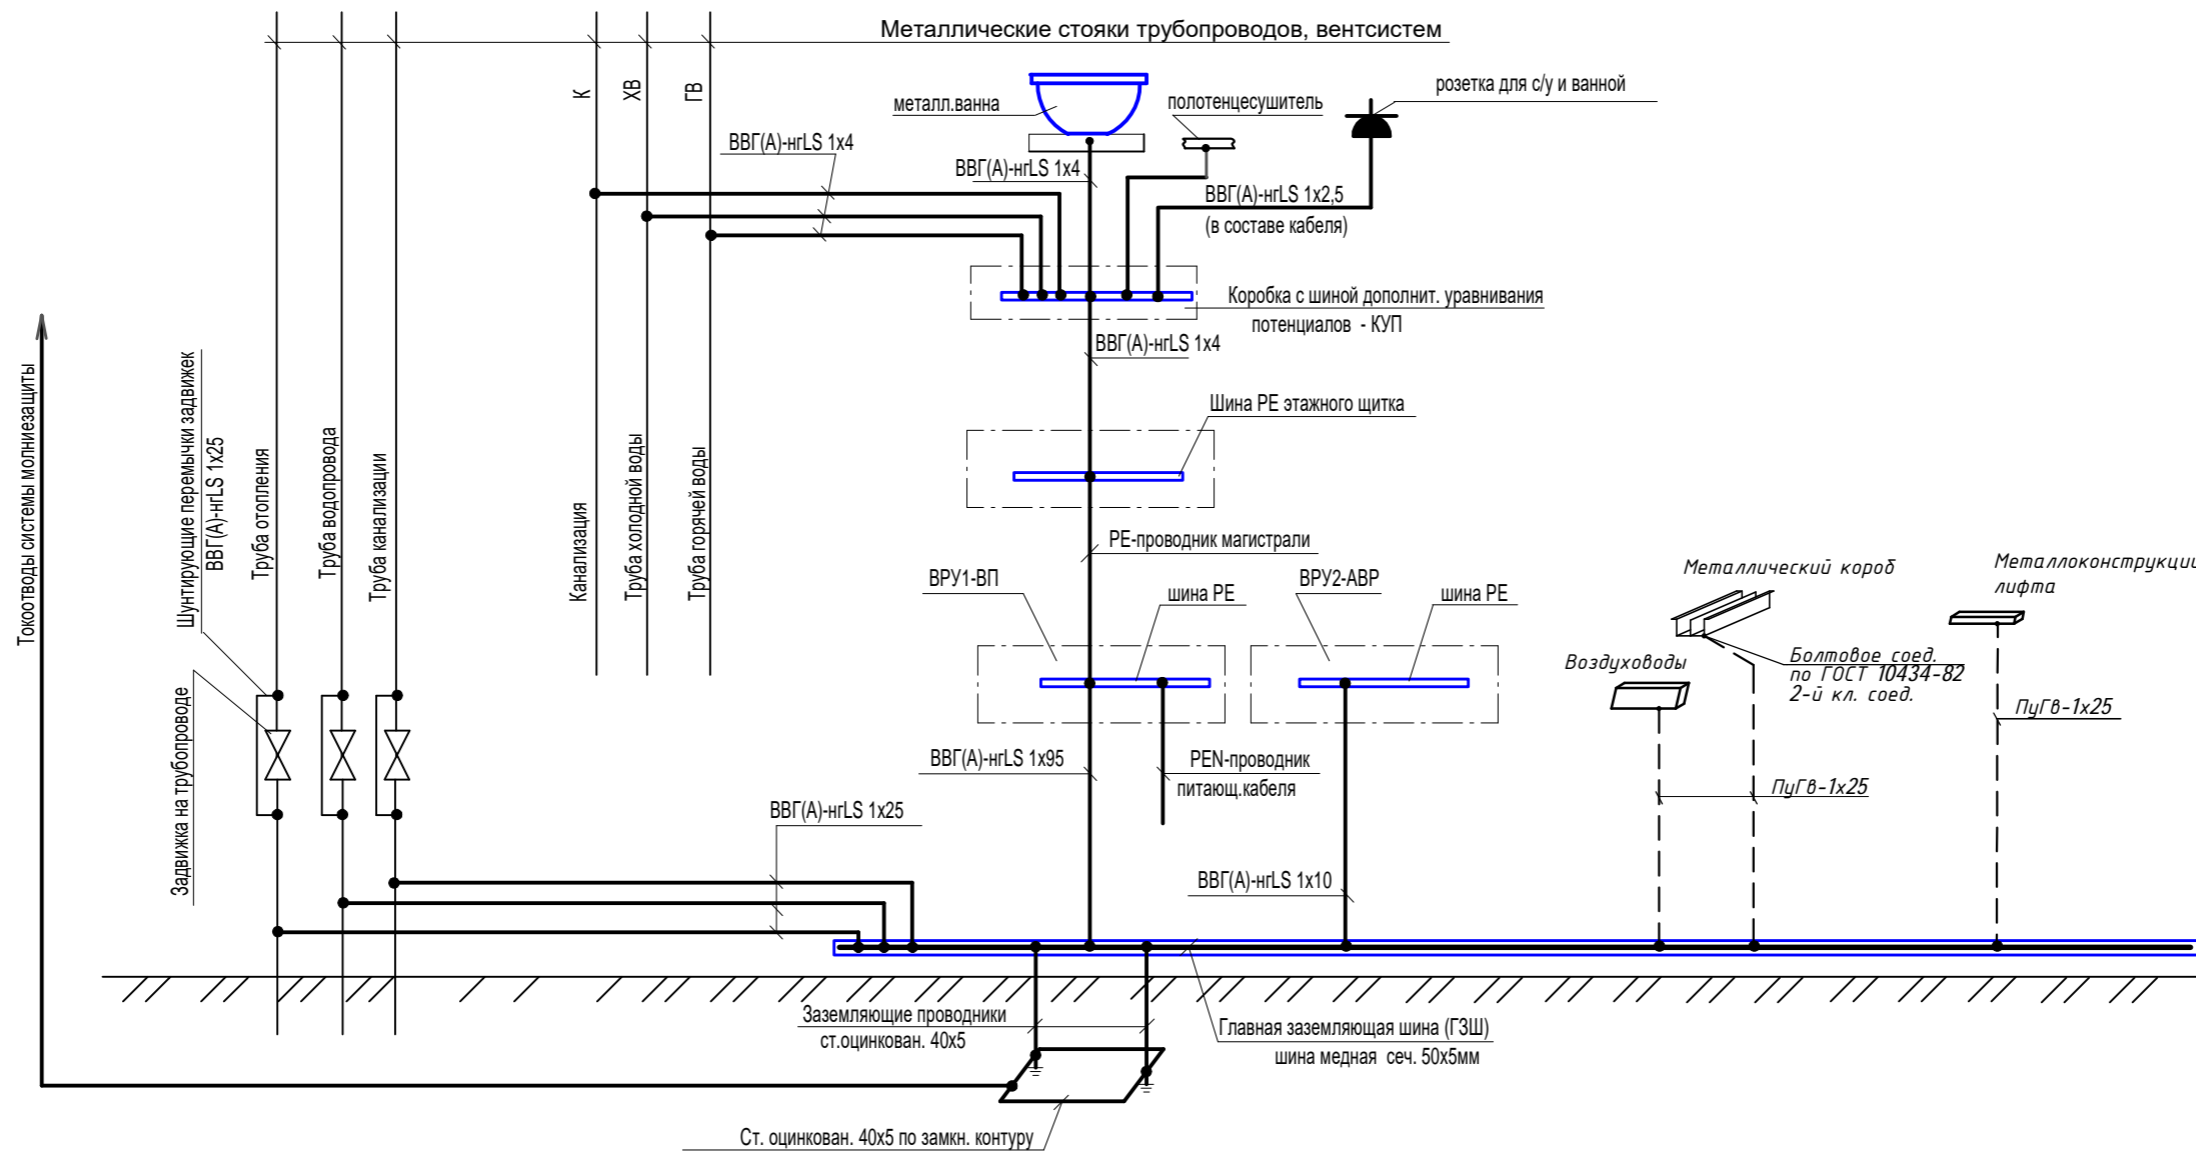 Металлические стояки трубопроводов, вентсистем
К
ХВ
ГВ
металл.ванна
полотенцесушитель
розетка для с/у и ванной
ВВГ(А)-нгLS 1х4
ВВГ(А)-нгLS 1х4
ВВГ(А)-нгLS 1х2,5
(в составе кабеля)
Коробка с шиной дополнит. уравнивания
потенциалов - КУП
ВВГ(А)-нгLS 1х4
Шина РЕ этажного щитка
РЕ-проводник магистрали
Токоотводы системы молниезащиты
Шунтирующие перемычки задвижек
ВВГ(А)-нгLS 1х25
Труба отопления
Труба водопровода
Труба канализации
Канализация
Труба холодной воды
Труба горячей воды
Задвижка на трубопроводе
ВРУ1-ВП
шина РЕ
ВРУ2-АВР
шина РЕ
Металлический короб
Металлоконструкции
лифта
Воздуховоды
Болтовое соед.
по ГОСТ 10434-82
2-й кл. соед.
ПуГв-1х25
ПуГв-1х25
ВВГ(А)-нгLS 1х95
PEN-проводник
питающ.кабеля
ВВГ(А)-нгLS 1х25
ВВГ(А)-нгLS 1х10
Заземляющие проводники
ст.оцинкован. 40х5
Главная заземляющая шина (ГЗШ)
шина медная сеч. 50х5мм
Ст. оцинкован. 40х5 по замкн. контуру